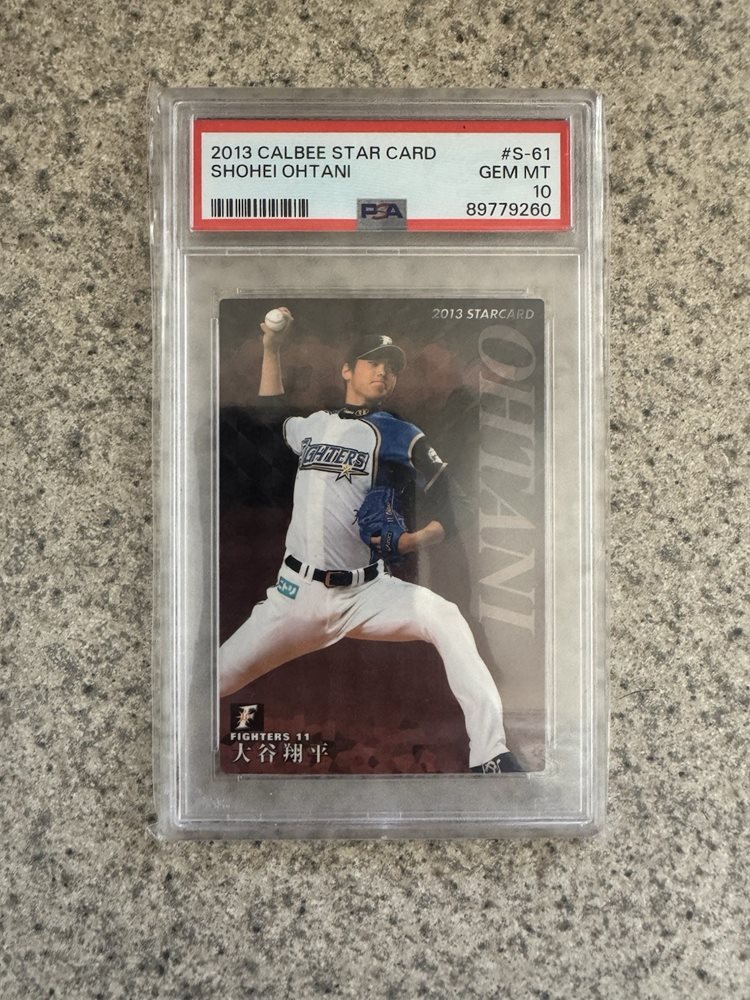 2013 CALBEE STAR CARD #S-61
SHOHEI OHTANI GEM MT
10
PSA 89779260
2013 STARCARD
OHTANI
FIGHTERS
F
FIGHTERS 11
大谷翔平